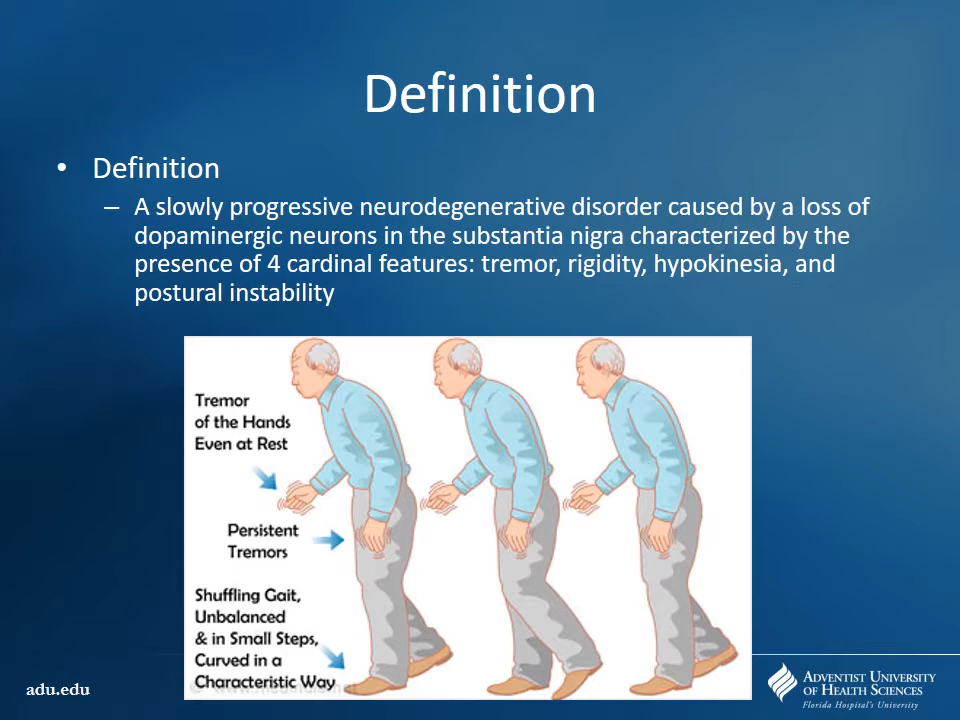 Definition
• Definition
– A slowly progressive neurodegenerative disorder caused by a loss of
dopaminergic neurons in the substantia nigra characterized by the
presence of 4 cardinal features: tremor, rigidity, hypokinesia, and
postural instability
Tremor
of the Hands
Even at Rest
Persistent
Tremors
Shuffling Gait,
Unbalanced
& in Small Steps,
Curved in a
Characteristic Way
adu.edu
ADVENTIST UNIVERSITY
OF HEALTH SCIENCES
Florida Hospital's University